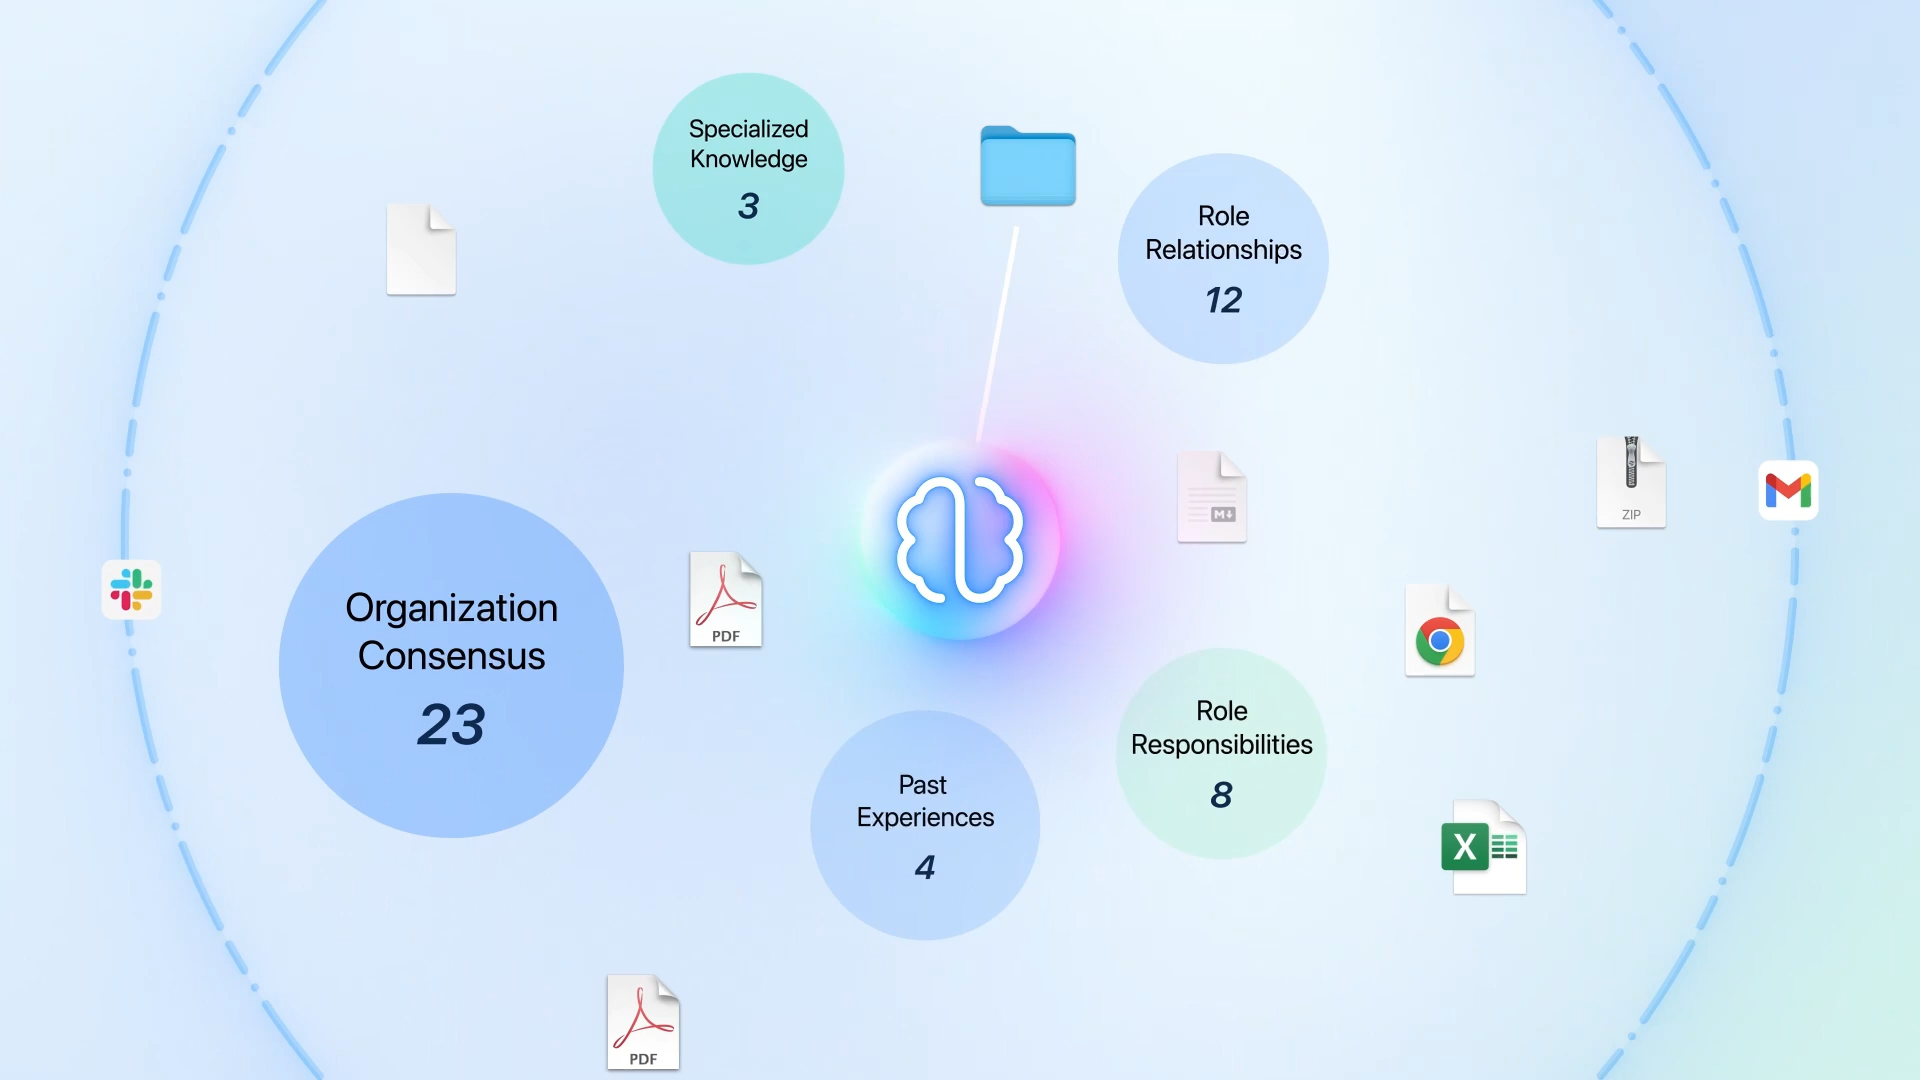 Specialized
Knowledge
3
Role
Relationships
12
M↓
ZIP
Organization
Consensus
23
PDF
Role
Responsibilities
8
Past
Experiences
4
X
PDF